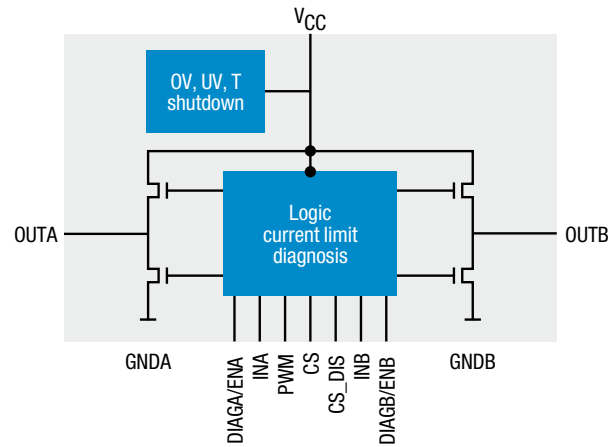 VCC
OV, UV, T
shutdown
Logic
current limit
diagnosis
OUTA
OUTB
GNDA
GNDB
DIAGA/ENA
INA
PWM
CS
CS_DIS
INB
DIAGB/ENB